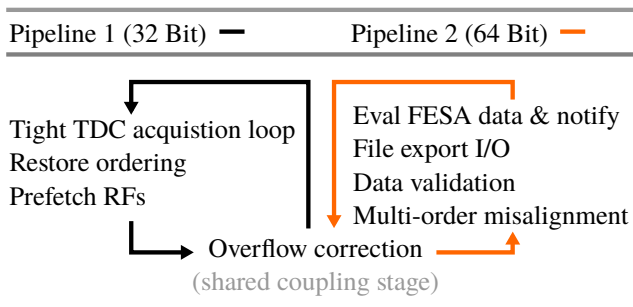 Pipeline 1 (32 Bit)
Pipeline 2 (64 Bit)
Tight TDC acquistion loop
Restore ordering
Prefetch RFs
Eval FESA data & notify
File export I/O
Data validation
Multi-order misalignment
Overflow correction
(shared coupling stage)